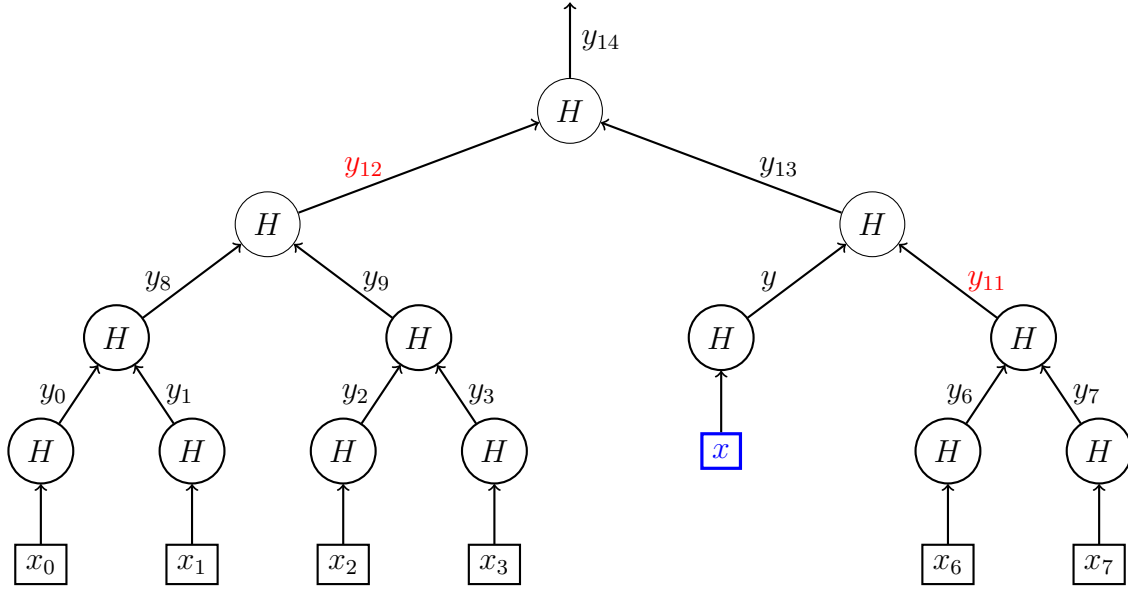 y₁₄
H
y₁₂ y₁₃
H H
y₈ y₉ y y₁₁
H H H H
y₀ y₁ y₂ y₃ y₆ y₇
H H H H x H H
x₀ x₁ x₂ x₃ x₆ x₇